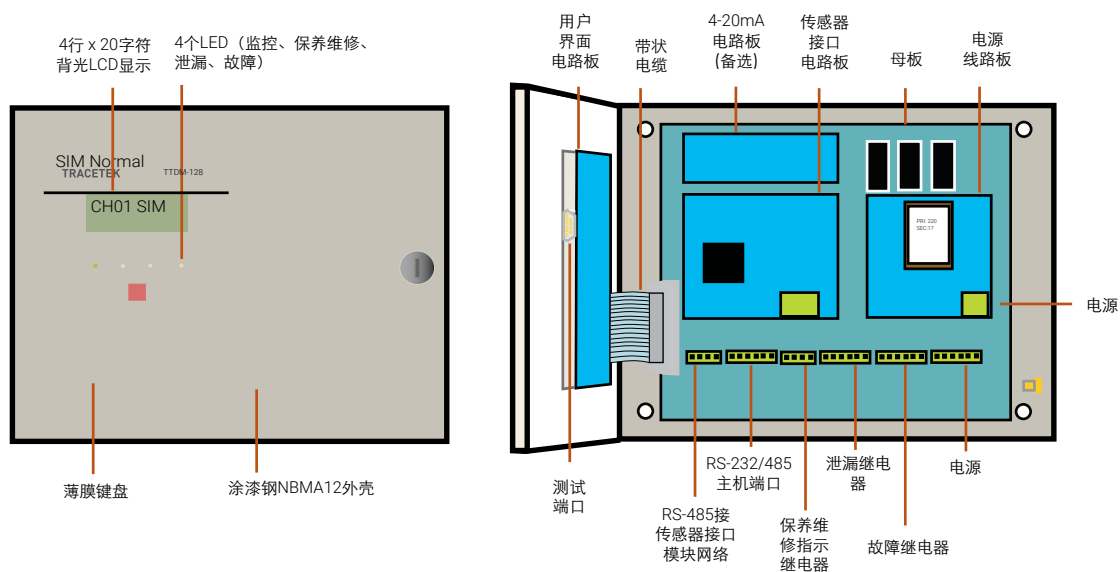 4行 x 20字符
背光LCD显示
4个LED（监控、保养维修、
泄漏、故障）
SIM Normal
TRACETEK
TTDM-128
CH01 SIM
薄膜键盘
涂漆钢NBMA12外壳
用户
界面
电路板
带状
电缆
4-20mA
电路板
(备选)
传感器
接口
电路板
母板
电源
线路板
PRI: 220
SEC:17
电源
测试
端口
RS-485接
传感器接口
模块网络
RS-232/485
主机端口
保养维
修指示
继电器
泄漏继电
器
故障继电器
电源